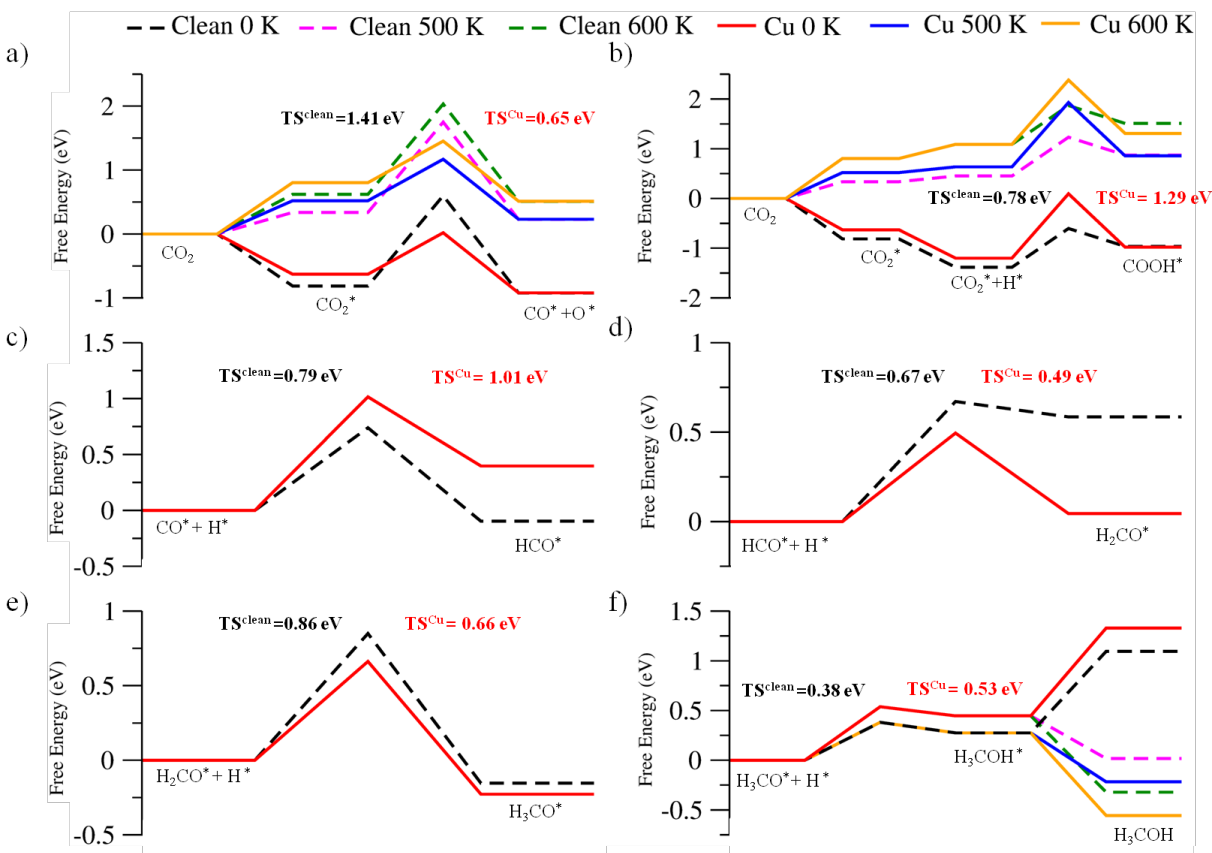 Clean 0 K Clean 500 K Clean 600 K Cu 0 K Cu 500 K Cu 600 K
a)
Free Energy (eV)
2
1
0
-1
TS^clean=1.41 eV
TS^Cu=0.65 eV
CO₂
CO₂*
CO*+O*
b)
Free Energy (eV)
2
1
0
-1
-2
TS^clean=0.78 eV
TS^Cu= 1.29 eV
CO₂
CO₂*
CO₂*+H*
COOH*
c)
Free Energy (eV)
1.5
1
0.5
0
-0.5
TS^clean=0.79 eV
TS^Cu= 1.01 eV
CO*+ H*
HCO*
d)
Free Energy (eV)
1
0.5
0
TS^clean=0.67 eV
TS^Cu= 0.49 eV
HCO*+ H*
H₂CO*
e)
Free Energy (eV)
1
0.5
0
-0.5
TS^clean=0.86 eV
TS^Cu= 0.66 eV
H₂CO*+ H*
H₃CO*
f)
Free Energy (eV)
1.5
1
0.5
0
-0.5
TS^clean=0.38 eV
TS^Cu= 0.53 eV
H₃CO*+ H*
H₃COH*
H₃COH